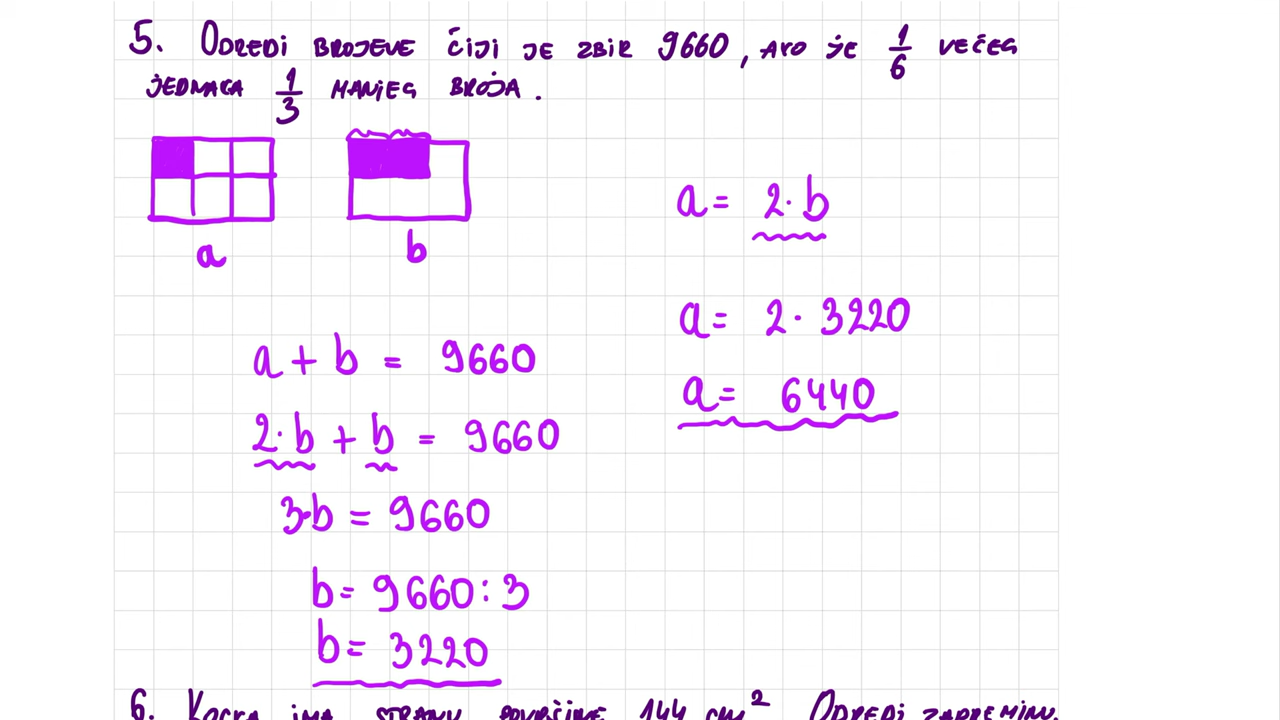 5. ODREDI BROJEVE ČIJI JE ZBIR 9660, AKO JE 1/6 VEĆEG
JEDNAKA 1/3 MANJEG BROJA.
a
b
a + b = 9660
2·b + b = 9660
3·b = 9660
b = 9660 : 3
b = 3220
a = 2·b
a = 2·3220
a = 6440
6. KOCKA IMA STRANU POVRŠINE 144 cm² ODREDI ZAPREMINU.